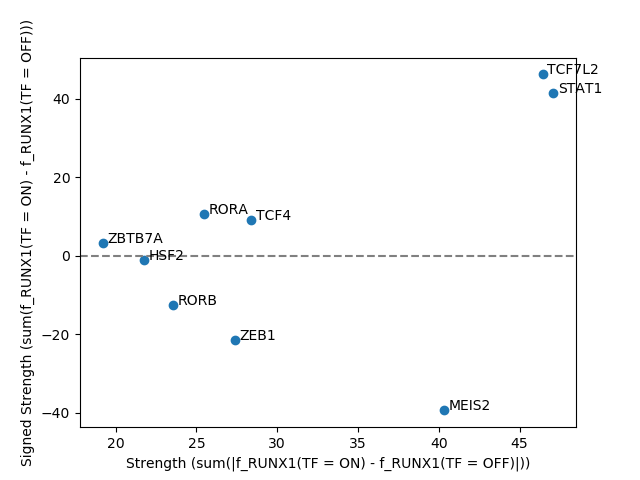 Signed Strength (sum(f_RUNX1(TF = ON) - f_RUNX1(TF = OFF)))
40
20
0
−20
−40
TCF7L2
STAT1
RORA
TCF4
ZBTB7A
HSF2
RORB
ZEB1
MEIS2
20
25
30
35
40
45
Strength (sum(|f_RUNX1(TF = ON) - f_RUNX1(TF = OFF)|))